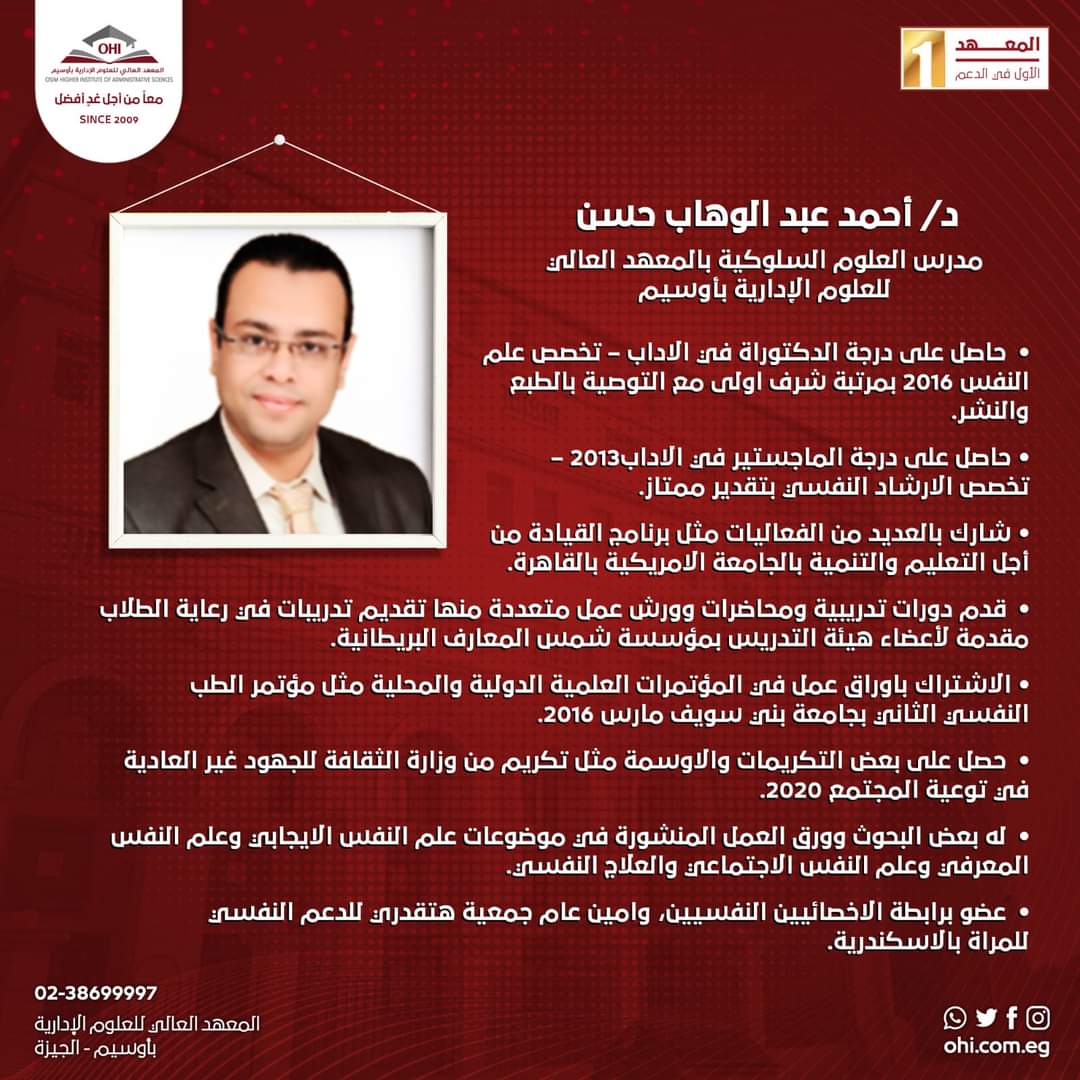 OHI
المعهد العالي للعلوم الإدارية بأوسيم
OSIM HIGHER INSTITUTE OF ADMINISTRATIVE SCIENCES
معاً من أجل غدٍ أفضل
SINCE 2009
1
المعـــهد
الأول في الدعم
د/ أحمد عبد الوهاب حسن
مدرس العلوم السلوكية بالمعهد العالي
للعلوم الإدارية بأوسيم
• حاصل على درجة الدكتوراة في الاداب – تخصص علم
النفس 2016 بمرتبة شرف اولى مع التوصية بالطبع
والنشر.
• حاصل على درجة الماجستير في الاداب2013 –
تخصص الارشاد النفسي بتقدير ممتاز.
• شارك بالعديد من الفعاليات مثل برنامج القيادة من
أجل التعليم والتنمية بالجامعة الامريكية بالقاهرة.
• قدم دورات تدريبية ومحاضرات وورش عمل متعددة منها تقديم تدريبات في رعاية الطلاب
مقدمة لأعضاء هيئة التدريس بمؤسسة شمس المعارف البريطانية.
• الاشتراك باوراق عمل في المؤتمرات العلمية الدولية والمحلية مثل مؤتمر الطب
النفسي الثاني بجامعة بني سويف مارس 2016.
• حصل على بعض التكريمات والاوسمة مثل تكريم من وزارة الثقافة للجهود غير العادية
في توعية المجتمع 2020.
• له بعض البحوث وورق العمل المنشورة في موضوعات علم النفس الايجابي وعلم النفس
المعرفي وعلم النفس الاجتماعي والعلاج النفسي.
• عضو برابطة الاخصائيين النفسيين، وامين عام جمعية هتقدري للدعم النفسي
للمراة بالاسكندرية.
02-38699997
المعهد العالي للعلوم الإدارية
بأوسيم - الجيزة
ohi.com.eg